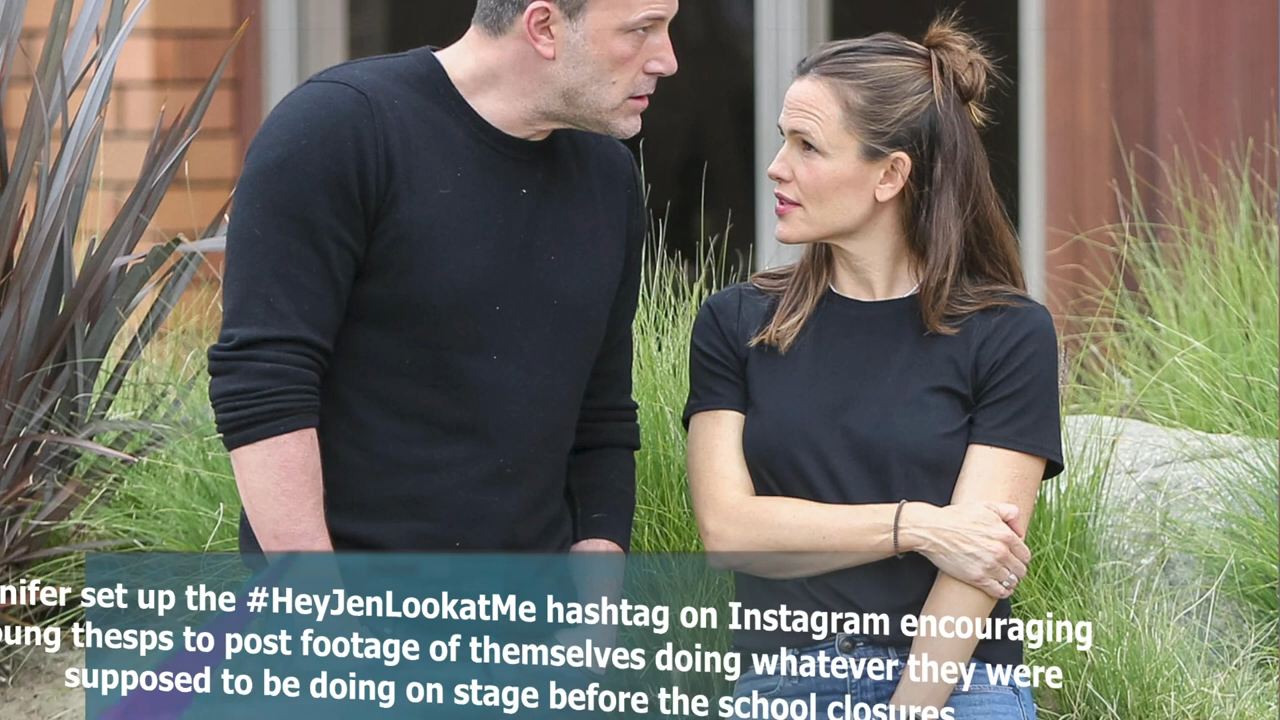 nifer set up the #HeyJenLookatMe hashtag on Instagram encouraging
oung thesps to post footage of themselves doing whatever they were
supposed to be doing on stage before the school closures